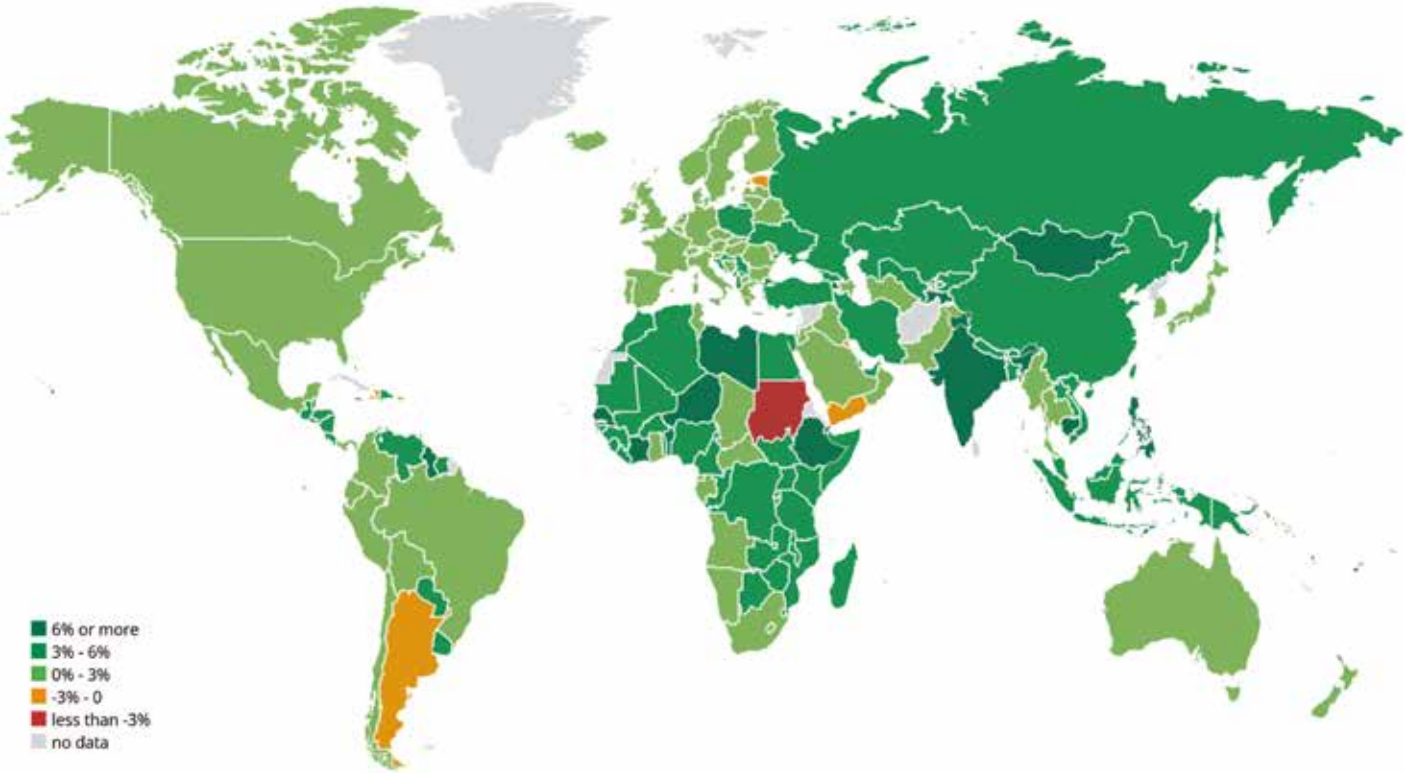 6% or more
3% - 6%
0% - 3%
-3% - 0
less than -3%
no data